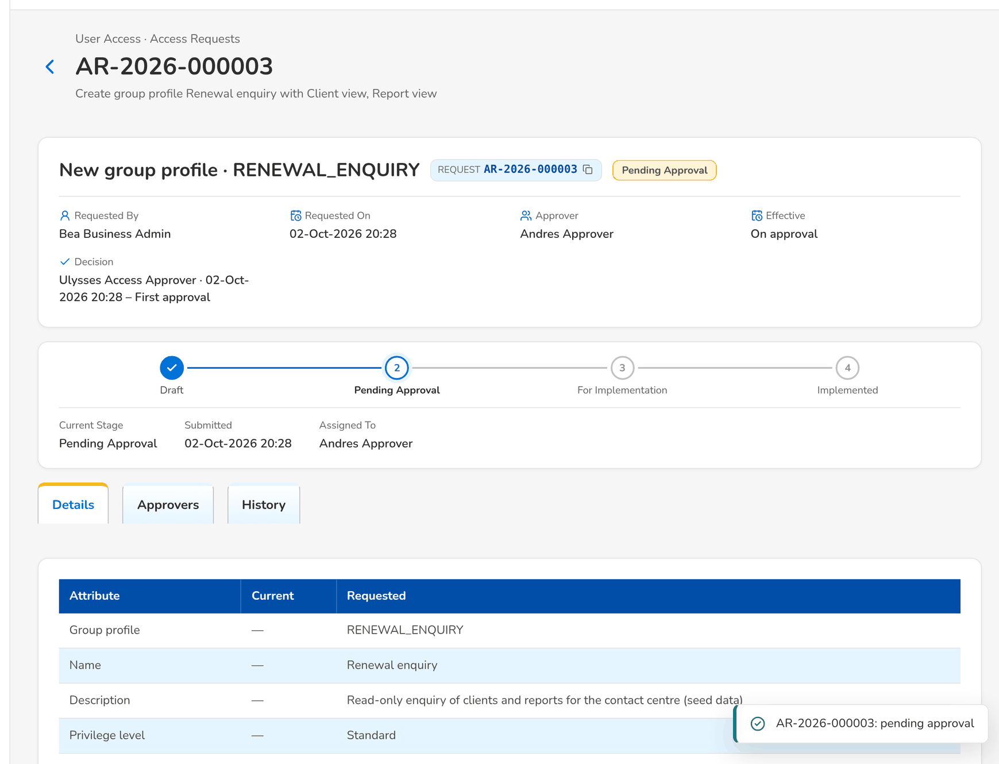 User Access · Access Requests
AR-2026-000003
Create group profile Renewal enquiry with Client view, Report view
New group profile · RENEWAL_ENQUIRY
REQUEST AR-2026-000003
Pending Approval
Requested By
Bea Business Admin
Requested On
02-Oct-2026 20:28
Approver
Andres Approver
Effective
On approval
Decision
Ulysses Access Approver · 02-Oct-
2026 20:28 – First approval
Draft
2
Pending Approval
3
For Implementation
4
Implemented
Current Stage
Pending Approval
Submitted
02-Oct-2026 20:28
Assigned To
Andres Approver
Details
Approvers
History
Attribute Current Requested
Group profile — RENEWAL_ENQUIRY
Name — Renewal enquiry
Description — Read-only enquiry of clients and reports for the contact centre (seed data)
Privilege level — Standard
AR-2026-000003: pending approval